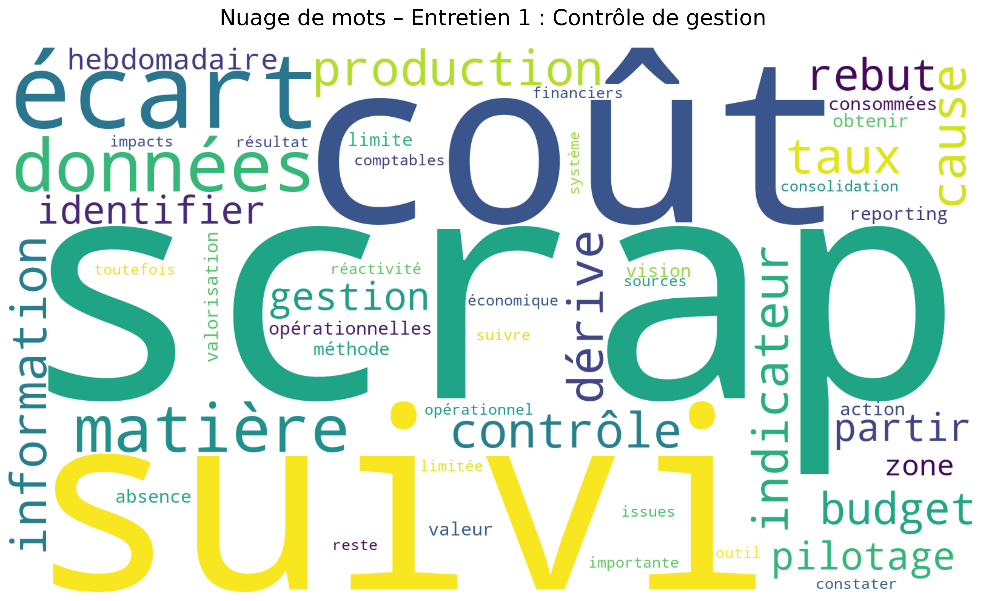 Nuage de mots – Entretien 1 : Contrôle de gestion
hebdomadaire
production
rebut
écart
coût
financiers
consommées
cause
obtenir
impacts
résultat
limite
système
données
comptables
taux
consolidation
identifier
reporting
scrap
information
toutefois
valorisation
réactivité
dérive
vision
sources
indicateur
gestion
économique
opérationnelles
suivre
méthode
matière
opérationnel
contrôle
action
partir
suivi
limitée
zone
absence
valeur
issues
budget
reste
importante
outil
pilotage
constater